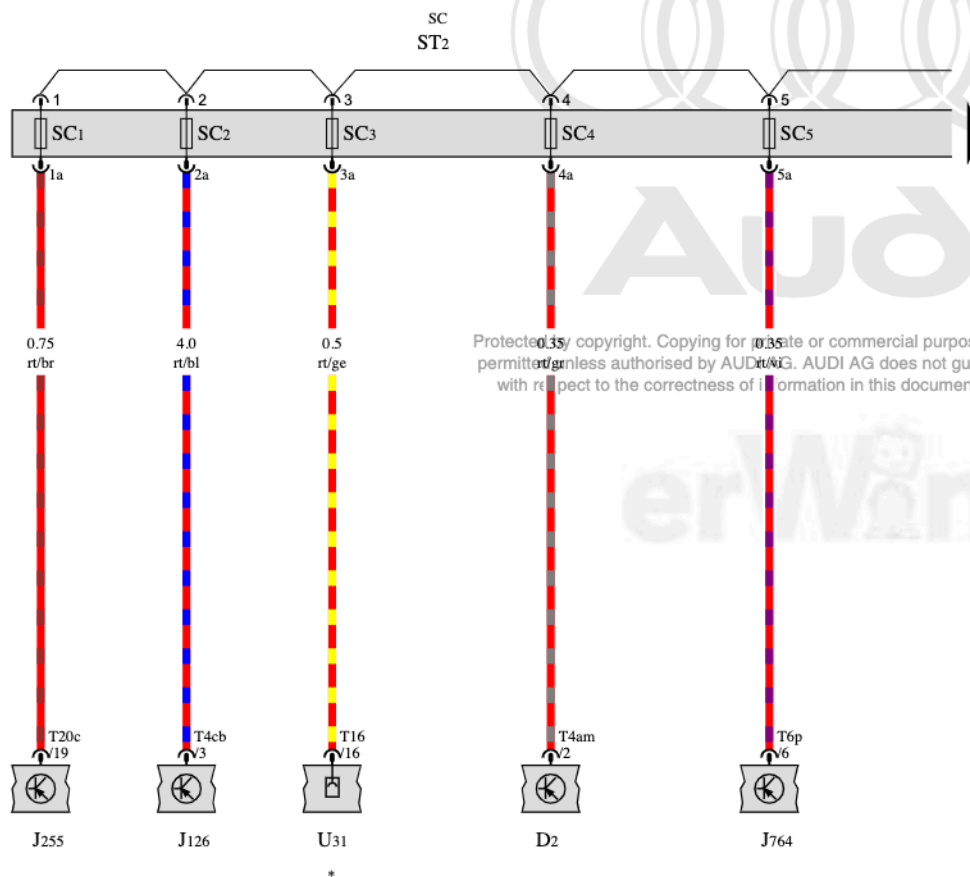 SC
ST2
1 2 3 4 5
SC1 SC2 SC3 SC4 SC5
1a 2a 3a 4a 5a
Aud
0.75 4.0 0.5 0.35 0.35
rt/br rt/bl rt/ge rt/gr rt/vi
Protected by copyright. Copying for private or commercial purpos
permitted unless authorised by AUDI AG. AUDI AG does not gu
with respect to the correctness of information in this documen
erWin
T20c T4cb T16 T4am T6p
/19 /3 /16 /2 /6
J255 J126 U31 D2 J764
*